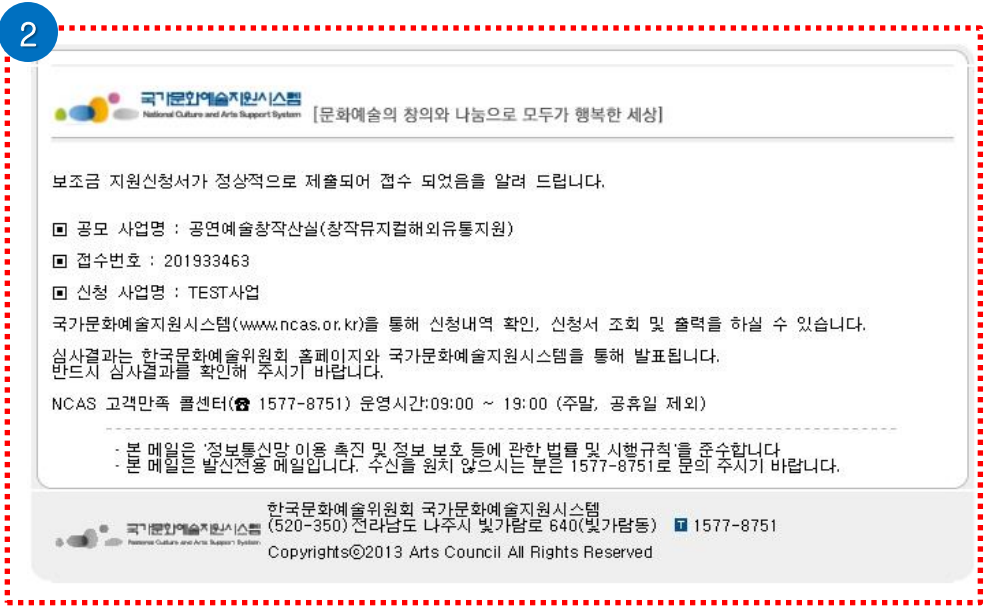 2
국가문화예술지원시스템
National Culture and Arts Support System
[문화예술의 창의와 나눔으로 모두가 행복한 세상]
보조금 지원신청서가 정상적으로 제출되어 접수 되었음을 알려 드립니다.
▣ 공모 사업명 : 공연예술창작산실(창작뮤지컬해외유통지원)
▣ 접수번호 : 201933463
▣ 신청 사업명 : TEST사업
국가문화예술지원시스템(www.ncas.or.kr)을 통해 신청내역 확인, 신청서 조회 및 출력을 하실 수 있습니다.
심사결과는 한국문화예술위원회 홈페이지와 국가문화예술지원시스템을 통해 발표됩니다.
반드시 심사결과를 확인해 주시기 바랍니다.
NCAS 고객만족 콜센터(☎ 1577-8751) 운영시간:09:00 ~ 19:00 (주말, 공휴일 제외)
- 본 메일은 '정보통신망 이용 촉진 및 정보 보호 등에 관한 법률 및 시행규칙'을 준수합니다
- 본 메일은 발신전용 메일입니다. 수신을 원치 않으시는 분은 1577-8751로 문의 주시기 바랍니다.
국가문화예술지원시스템
National Culture and Arts Support System
한국문화예술위원회 국가문화예술지원시스템
(520-350) 전라남도 나주시 빛가람로 640(빛가람동) T 1577-8751
Copyrightsⓒ2013 Arts Council All Rights Reserved